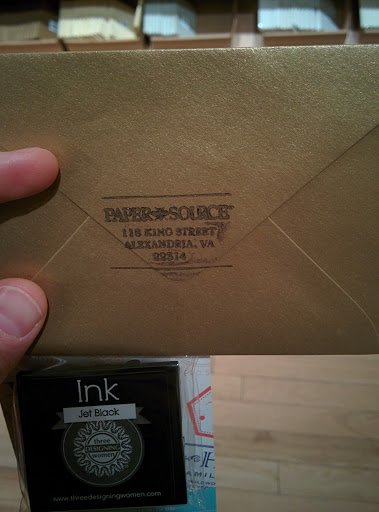 PAPER SOURCE
118 KING STREET
ALEXANDRIA, VA
22314
Ink
Jet Black
three
DESIGNING
women
www.threedesigningwomen.com